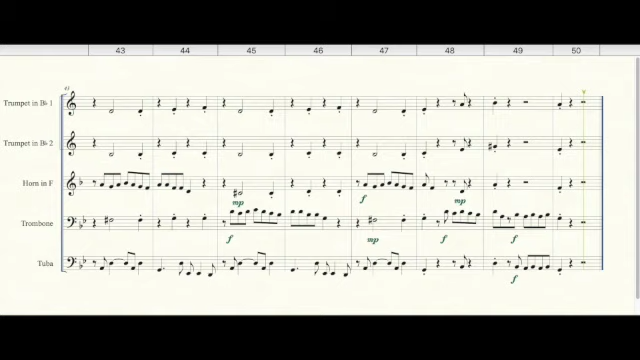 43 44 45 46 47 48 49 50
43
Trumpet in B♭ 1
Trumpet in B♭ 2
Horn in F
mp f mp
Trombone
f mp f f
Tuba
f